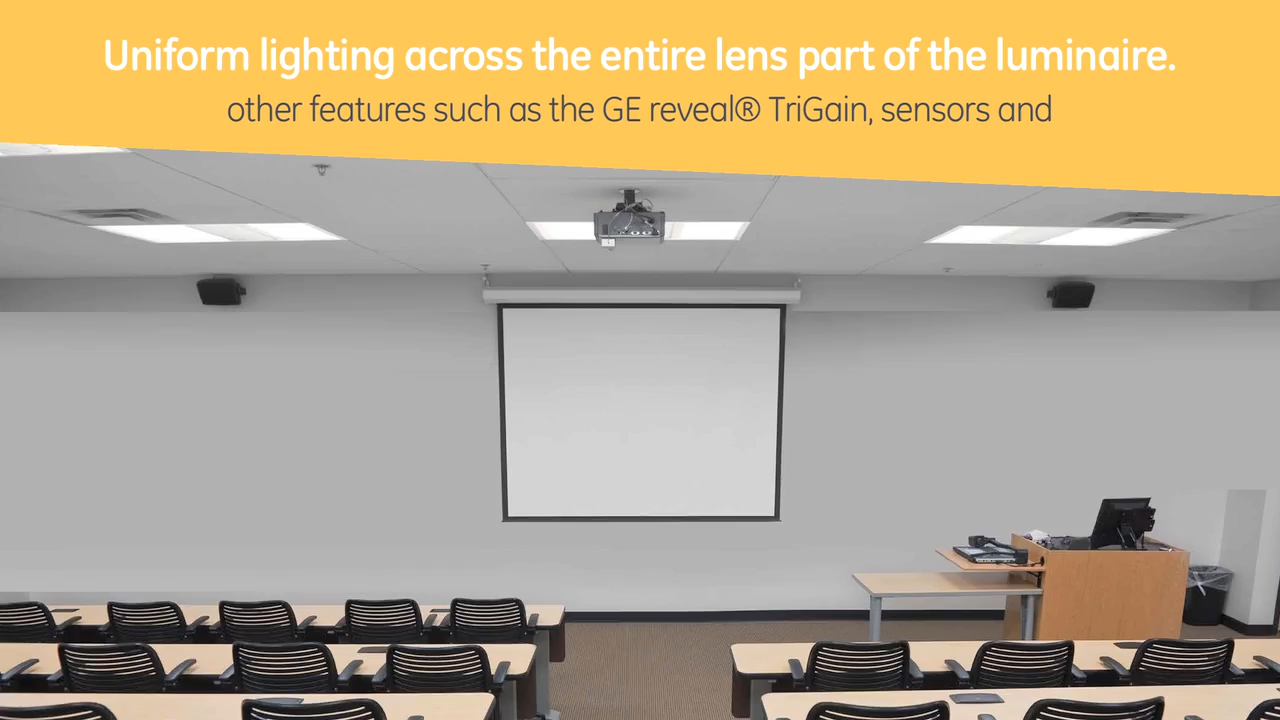 Uniform lighting across the entire lens part of the luminaire.
other features such as the GE reveal® TriGain, sensors and